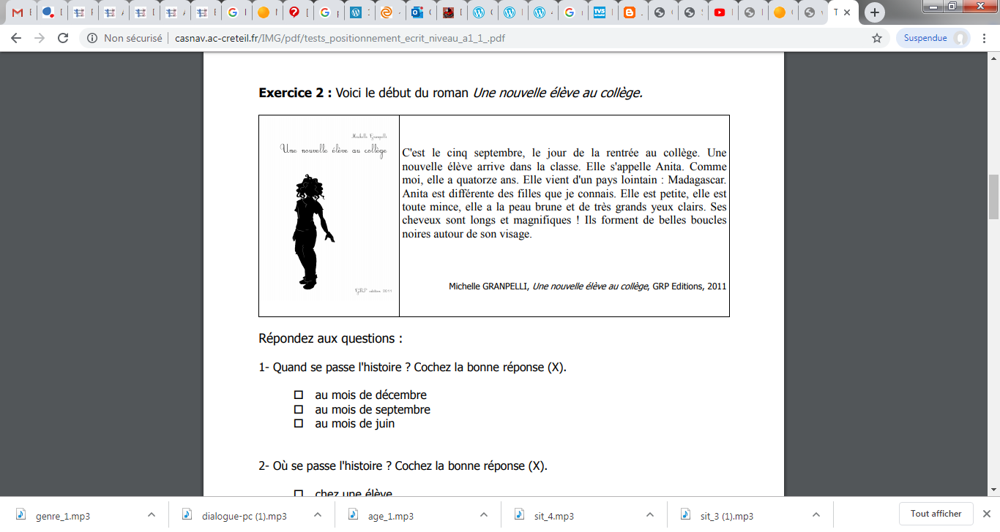 T
Suspendue
Non sécurisé
casnav.ac-creteil.fr/IMG/pdf/tests_positionnement_ecrit_niveau_a1_1_.pdf
Exercice 2 : Voici le début du roman Une nouvelle élève au collège.
Michelle Granpelli
Une nouvelle élève au collège
GRP editions 2011
C'est le cinq septembre, le jour de la rentrée au collège. Une
nouvelle élève arrive dans la classe. Elle s'appelle Anita. Comme
moi, elle a quatorze ans. Elle vient d'un pays lointain : Madagascar.
Anita est différente des filles que je connais. Elle est petite, elle est
toute mince, elle a la peau brune et de très grands yeux clairs. Ses
cheveux sont longs et magnifiques ! Ils forment de belles boucles
noires autour de son visage.
Michelle GRANPELLI, Une nouvelle élève au collège, GRP Editions, 2011
Répondez aux questions :
1- Quand se passe l'histoire ? Cochez la bonne réponse (X).
au mois de décembre
au mois de septembre
au mois de juin
2- Où se passe l'histoire ? Cochez la bonne réponse (X).
chez une élève
genre_1.mp3
dialogue-pc (1).mp3
age_1.mp3
sit_4.mp3
sit_3 (1).mp3
Tout afficher